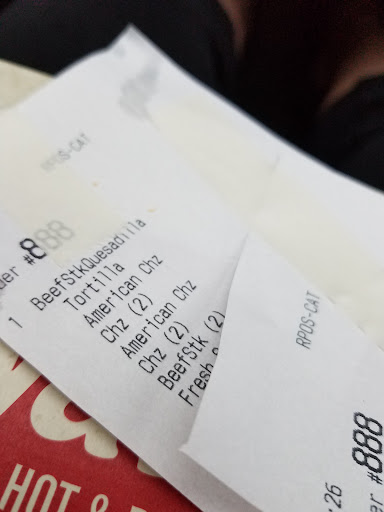 RPOS-CAT
der #888
1 BeefStkQuesadilla
Tortilla
American Chz
Chz (2)
American Chz
Chz (2)
BeefStk (2)
Fresh
RPOS-CAT
:26
er #888
HOT &